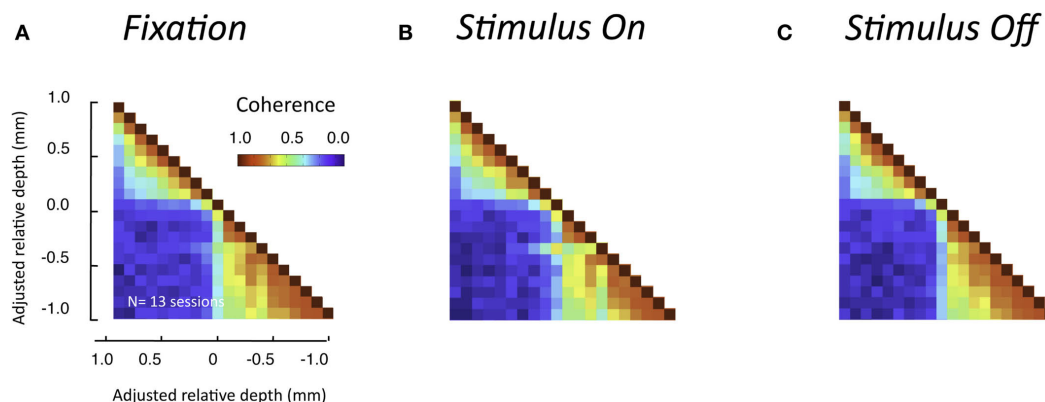 A Fixation
B Stimulus On
C Stimulus Off
Coherence
1.0 0.5 0.0
Adjusted relative depth (mm)
1.0
0.5
0.0
-0.5
-1.0
N= 13 sessions
1.0 0.5 0 -0.5 -1.0
Adjusted relative depth (mm)